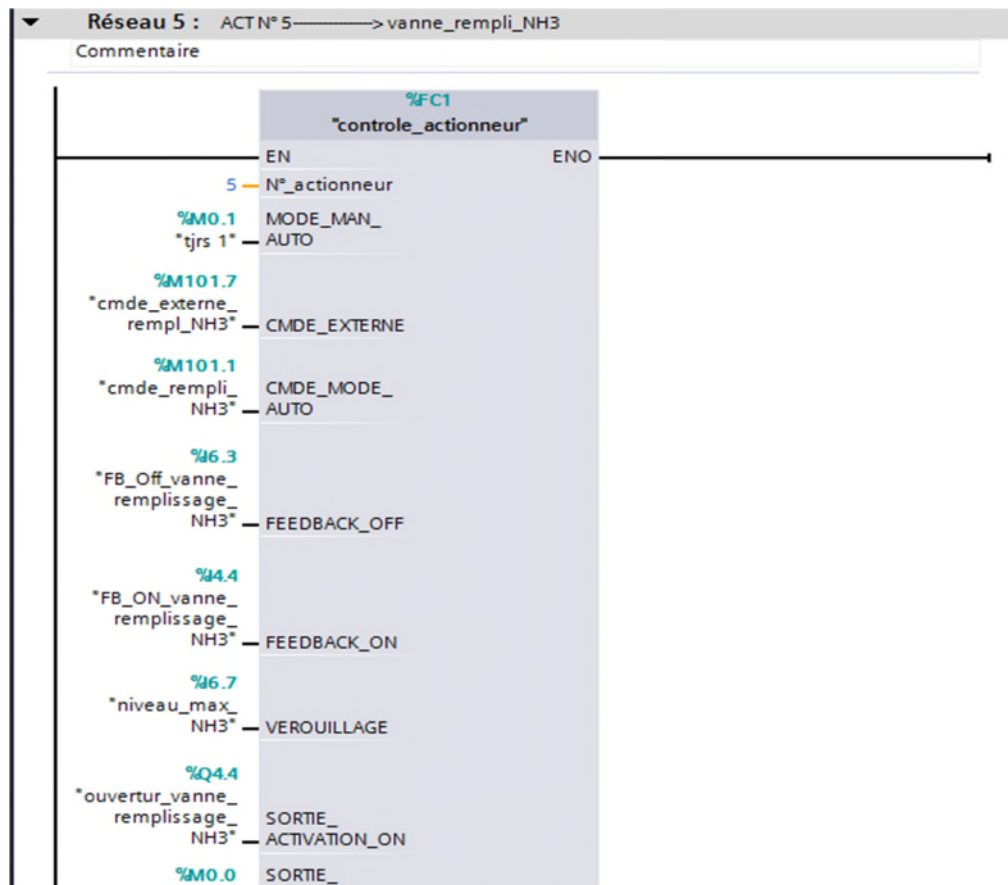 Réseau 5 : ACT N° 5----------------> vanne_rempli_NH3
Commentaire
%FC1
"controle_actionneur"
EN ENO
5 N°_actionneur
%M0.1
"tjrs 1"
MODE_MAN_
AUTO
%M101.7
"cmde_externe_
rempl_NH3"
CMDE_EXTERNE
%M101.1
"cmde_rempli_
NH3"
CMDE_MODE_
AUTO
%I6.3
"FB_Off_vanne_
remplissage_
NH3"
FEEDBACK_OFF
%I4.4
"FB_ON_vanne_
remplissage_
NH3"
FEEDBACK_ON
%I6.7
"niveau_max_
NH3"
VEROUILLAGE
%Q4.4
"ouvertur_vanne_
remplissage_
NH3"
SORTIE_
ACTIVATION_ON
%M0.0
SORTIE_